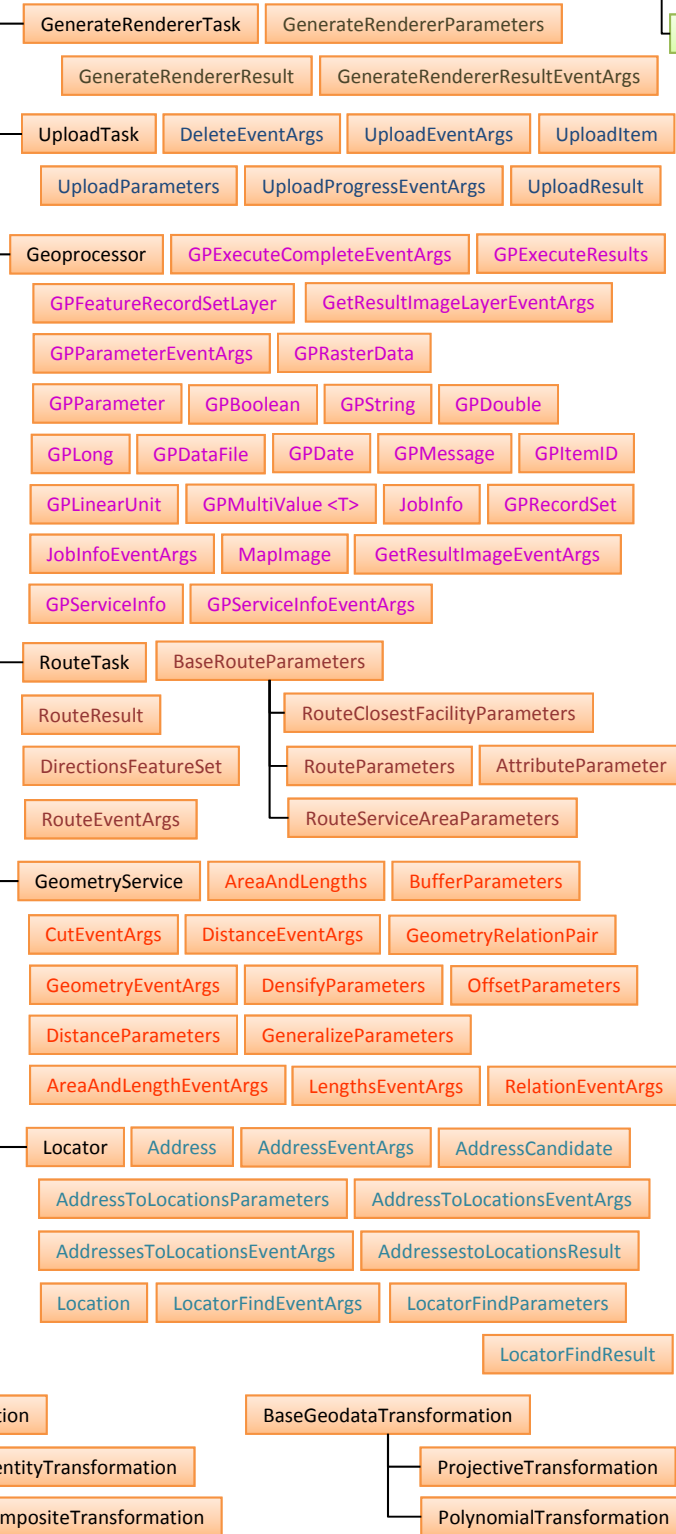 GenerateRendererTask GenerateRendererParameters
GenerateRendererResult GenerateRendererResultEventArgs
UploadTask DeleteEventArgs UploadEventArgs UploadItem
UploadParameters UploadProgressEventArgs UploadResult
Geoprocessor GPExecuteCompleteEventArgs GPExecuteResults
GPFeatureRecordSetLayer GetResultImageLayerEventArgs
GPParameterEventArgs GPRasterData
GPParameter GPBoolean GPString GPDouble
GPLong GPDataFile GPDate GPMessage GPItemID
GPLinearUnit GPMultiValue <T> JobInfo GPRecordSet
JobInfoEventArgs MapImage GetResultImageEventArgs
GPServiceInfo GPServiceInfoEventArgs
RouteTask BaseRouteParameters
RouteResult RouteClosestFacilityParameters
DirectionsFeatureSet RouteParameters AttributeParameter
RouteEventArgs RouteServiceAreaParameters
GeometryService AreaAndLengths BufferParameters
CutEventArgs DistanceEventArgs GeometryRelationPair
GeometryEventArgs DensifyParameters OffsetParameters
DistanceParameters GeneralizeParameters
AreaAndLengthEventArgs LengthsEventArgs RelationEventArgs
Locator Address AddressEventArgs AddressCandidate
AddressToLocationsParameters AddressToLocationsEventArgs
AddressesToLocationsEventArgs AddressestoLocationsResult
Location LocatorFindEventArgs LocatorFindParameters
LocatorFindResult
tion BaseGeodataTransformation
entityTransformation ProjectiveTransformation
mpositeTransformation PolynomialTransformation